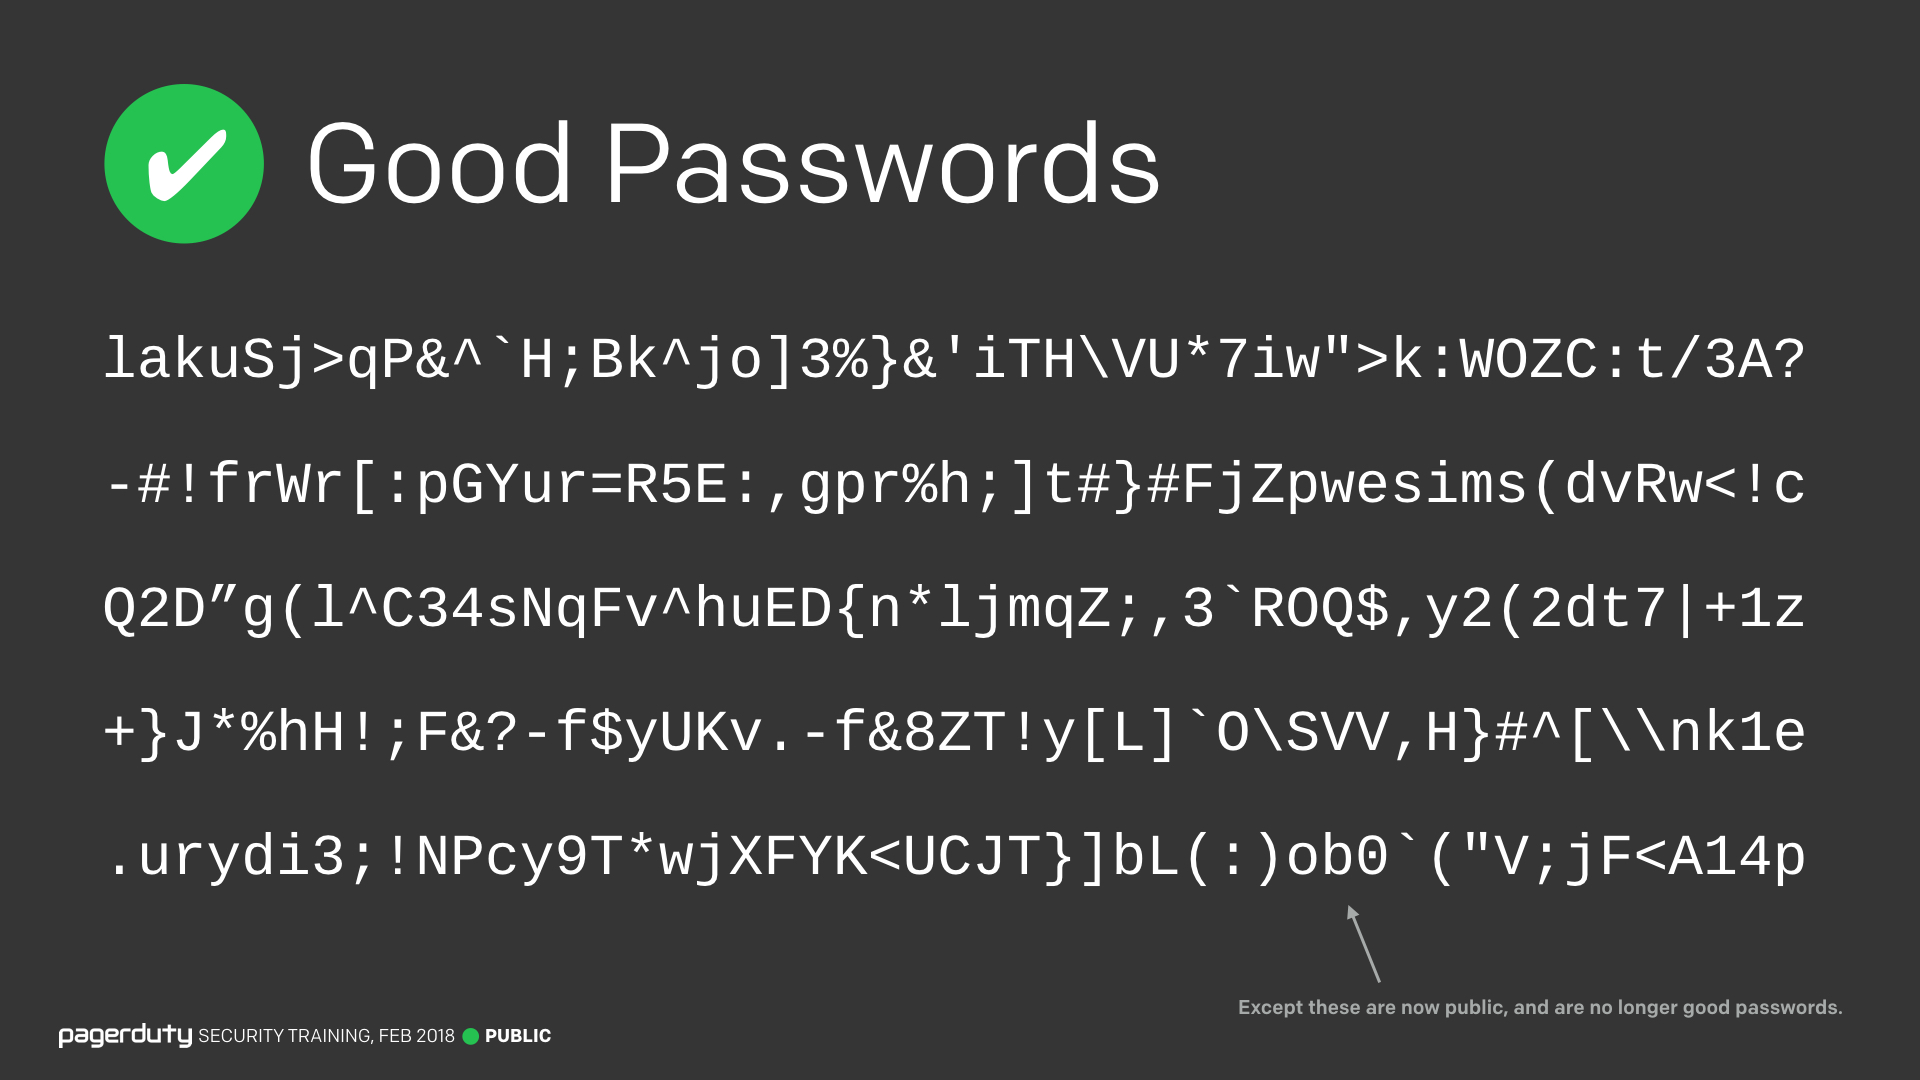 Good Passwords
lakuSj>qP&^`H;Bk^jo]3%}&'iTH\VU*7iw">k:WOZC:t/3A?
-#!frWr[:pGYur=R5E:,gpr%h;]t#}#FjZpwesims(dvRw<!c
Q2D”g(l^C34sNqFv^huED{n*ljmqZ;,3`ROQ$,y2(2dt7|+1z
+}J*%hH!;F&?-f$yUKv.-f&8ZT!y[L]`O\SVV,H}#^[\\nk1e
.urydi3;!NPcy9T*wjXFYK<UCJT}]bL(:)ob0`("V;jF<A14p
Except these are now public, and are no longer good passwords.
pagerduty SECURITY TRAINING, FEB 2018 PUBLIC